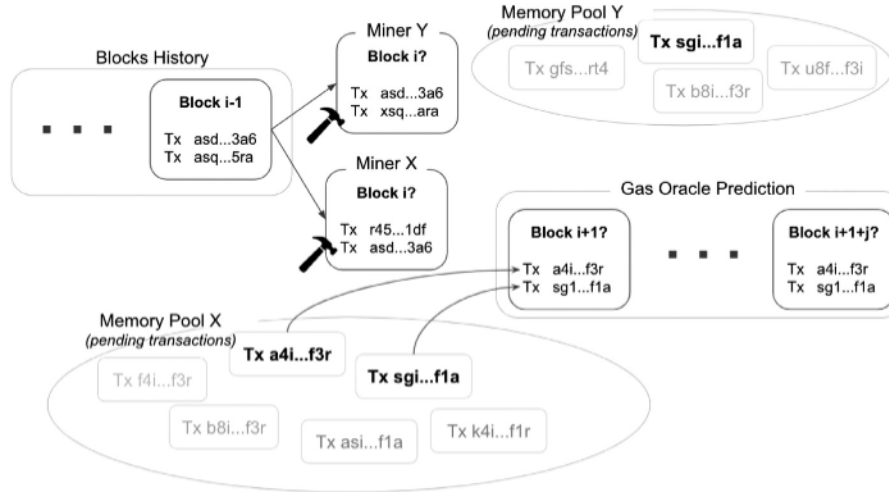 Blocks History
Block i-1
Tx asd...3a6
Tx asq...5ra
Miner Y
Block i?
Tx asd...3a6
Tx xsq...ara
Miner X
Block i?
Tx r45...1df
Tx asd...3a6
Memory Pool Y
(pending transactions)
Tx sgi...f1a
Tx gfs...rt4
Tx u8f...f3i
Tx b8i...f3r
Gas Oracle Prediction
Block i+1?
Tx a4i...f3r
Tx sg1...f1a
Block i+1+j?
Tx a4i...f3r
Tx sg1...f1a
Memory Pool X
(pending transactions)
Tx a4i...f3r
Tx sgi...f1a
Tx f4i...f3r
Tx b8i...f3r
Tx asi...f1a
Tx k4i...f1r